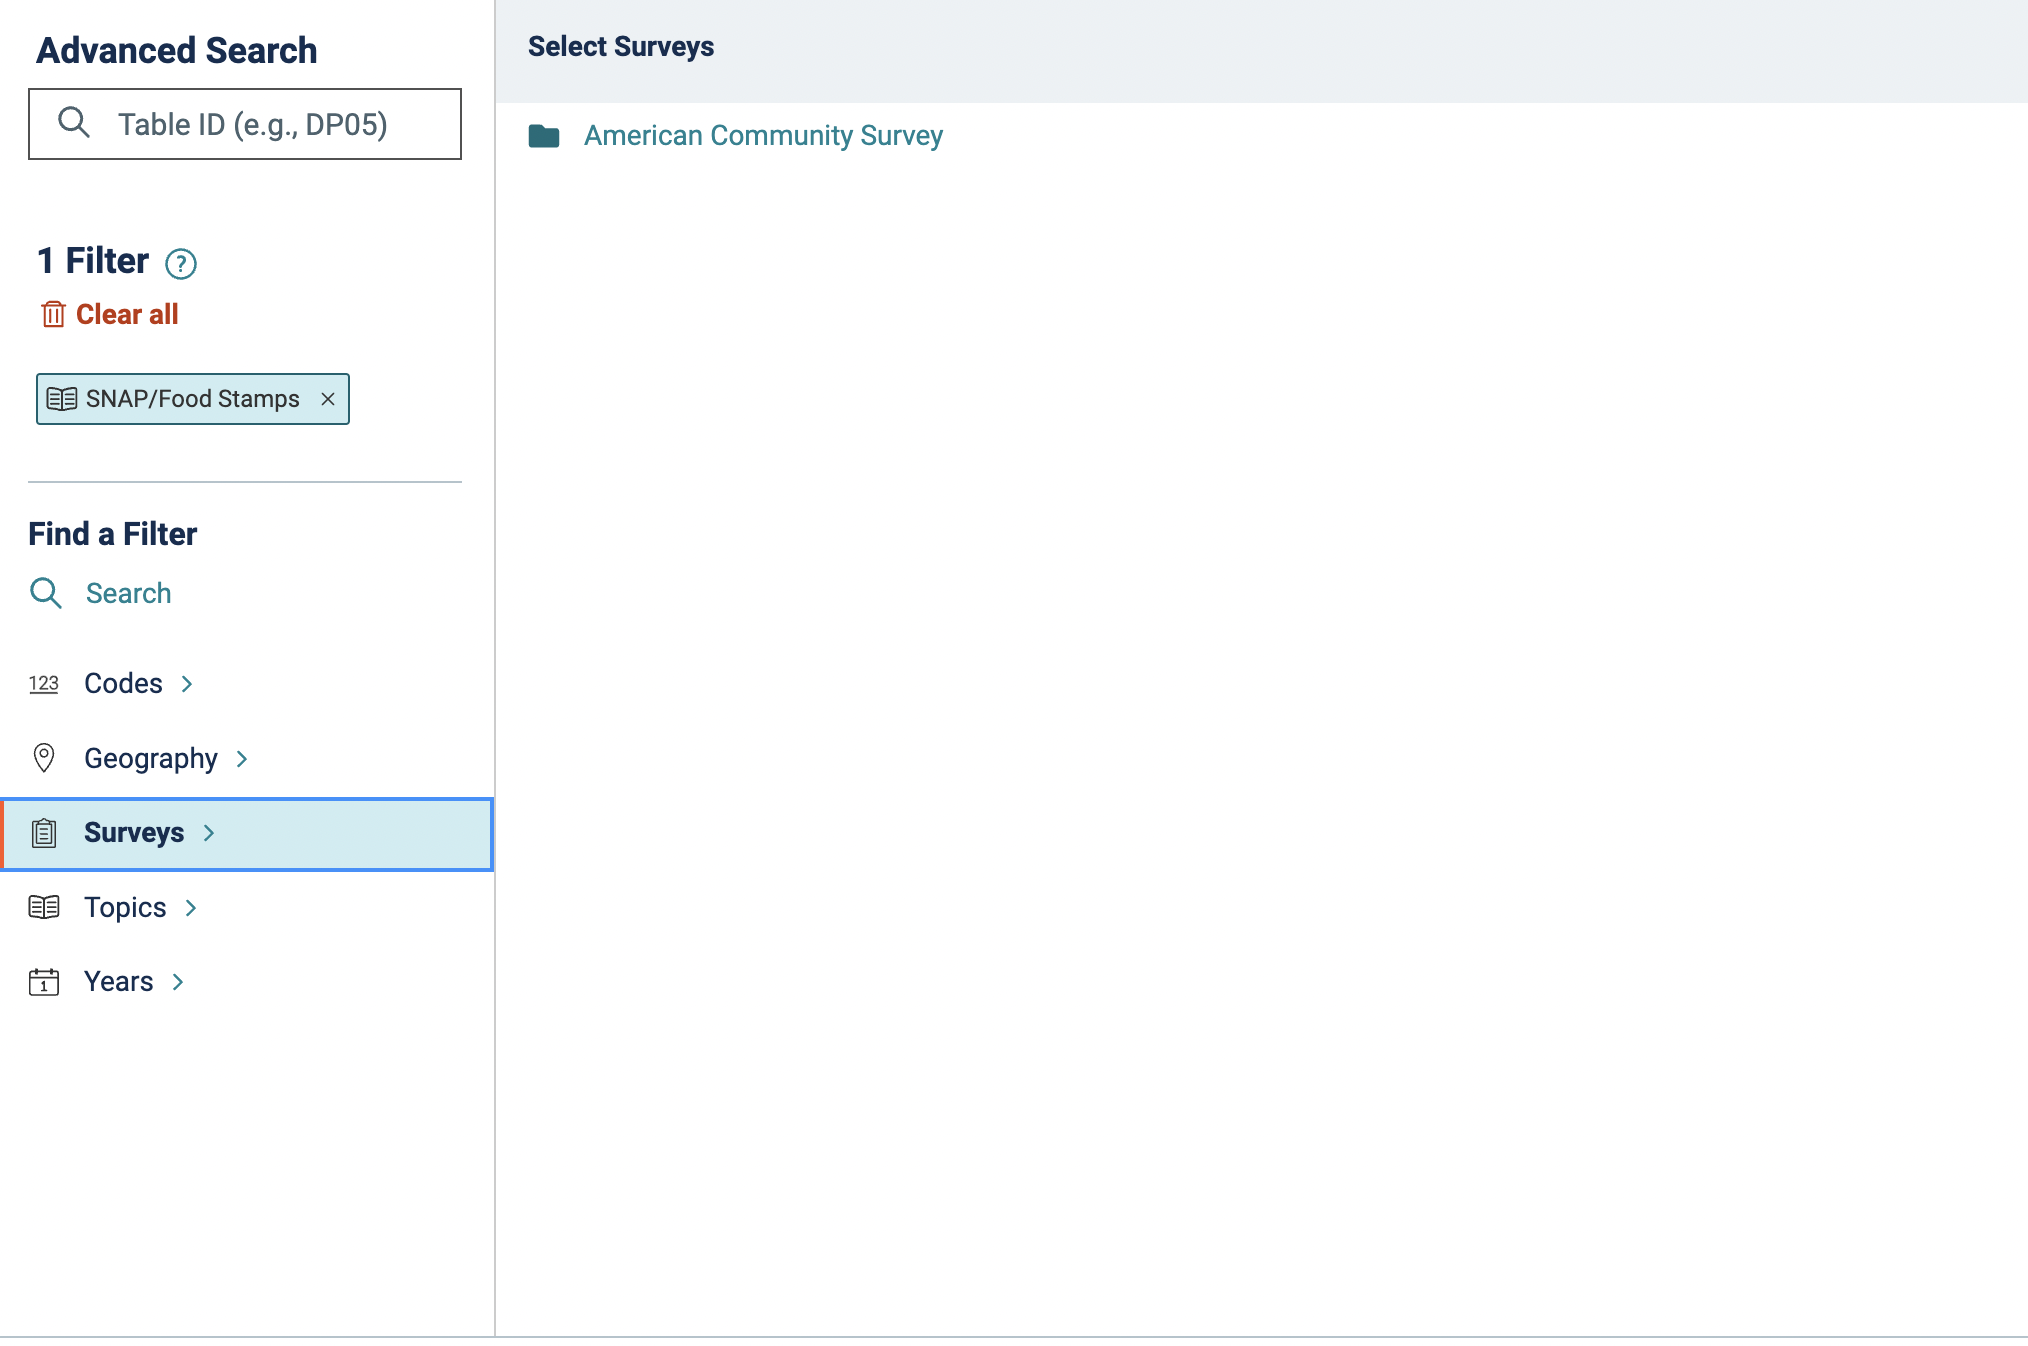 Advanced Search
Table ID (e.g., DP05)
1 Filter ?
Clear all
SNAP/Food Stamps ×
Find a Filter
Search
123 Codes
Geography
Surveys
Topics
1 Years
Select Surveys
American Community Survey